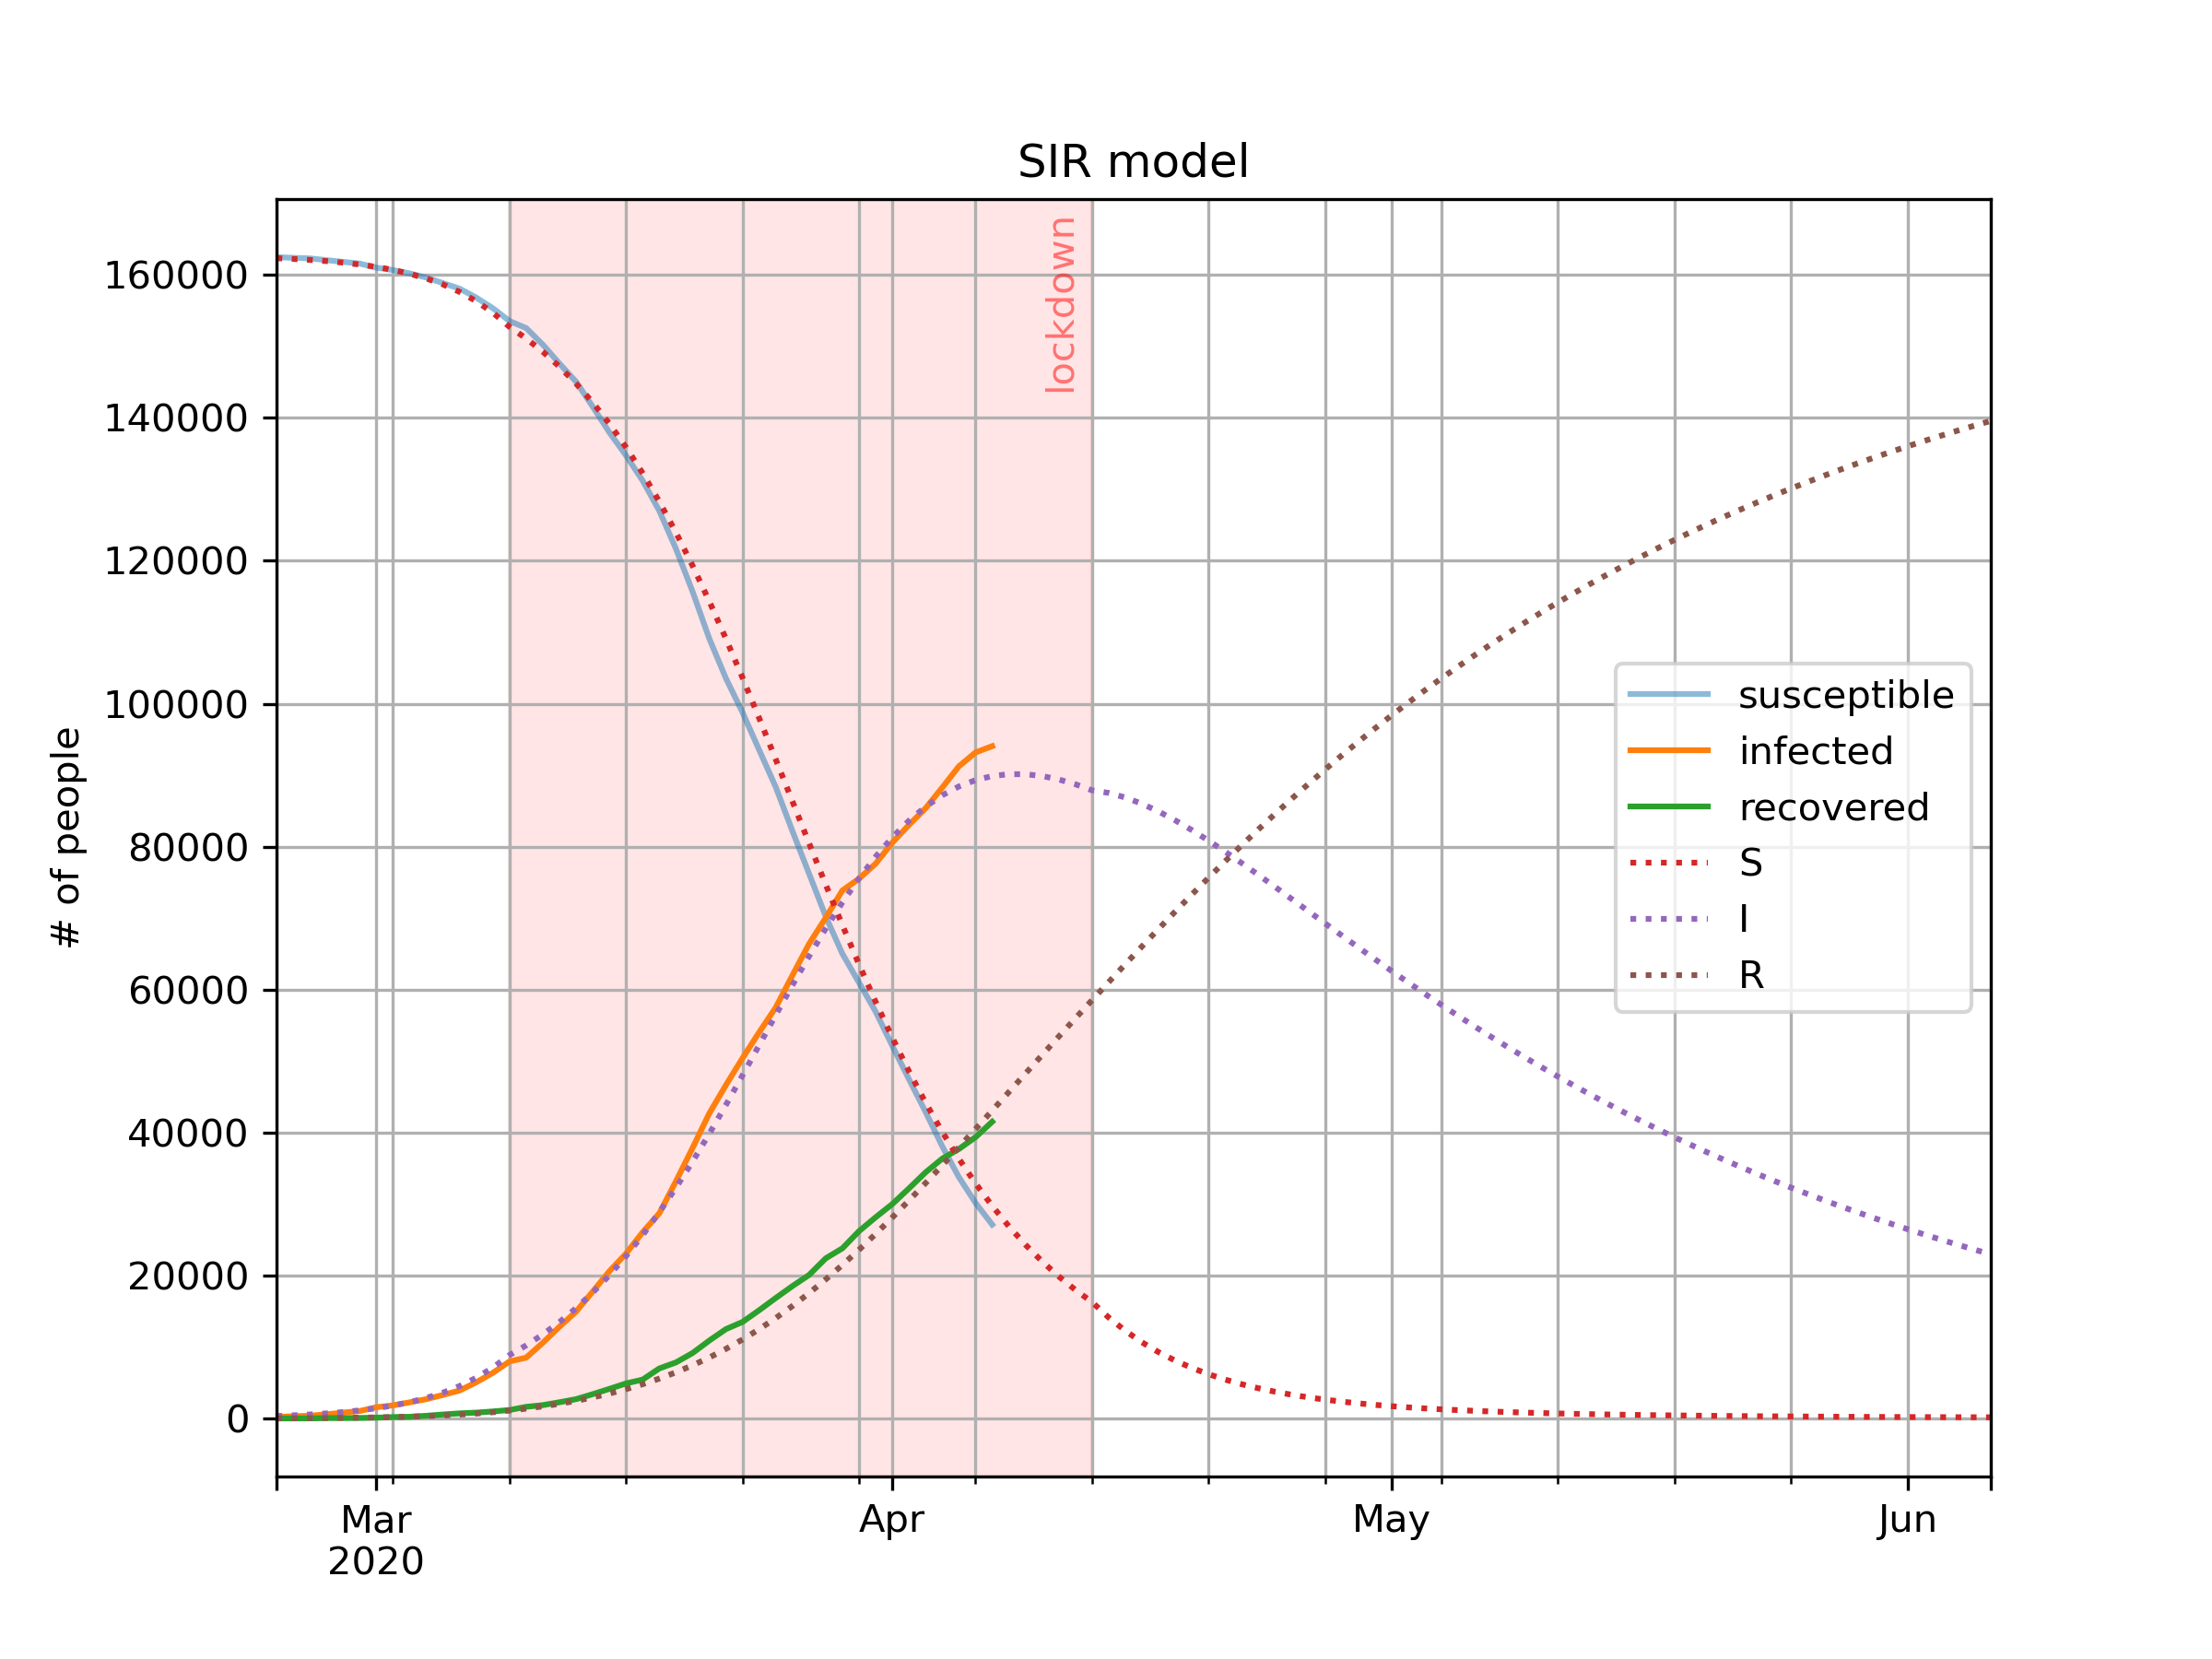 SIR model
lockdown
160000
140000
120000
100000
80000
60000
40000
20000
0
# of people
susceptible
infected
recovered
S
I
R
Mar
2020
Apr
May
Jun